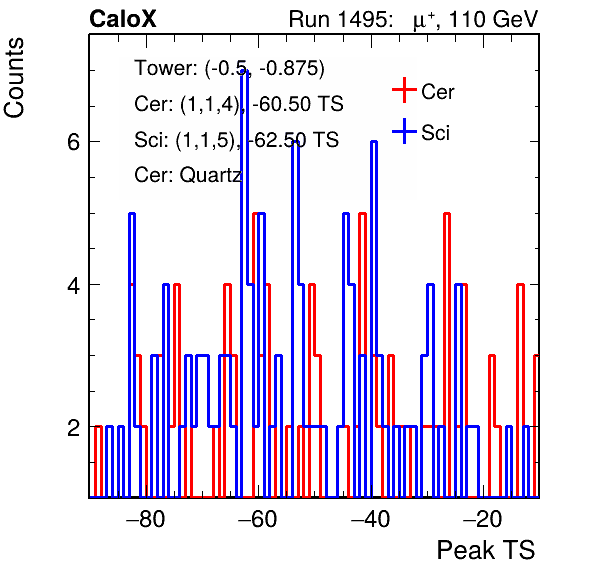 CaloX Run 1495: μ⁺, 110 GeV
Counts
Tower: (-0.5, -0.875)
Cer: (1,1,4), -60.50 TS
Sci: (1,1,5), -62.50 TS
Cer: Quartz
Cer
Sci
6
4
2
−80 −60 −40 −20
Peak TS